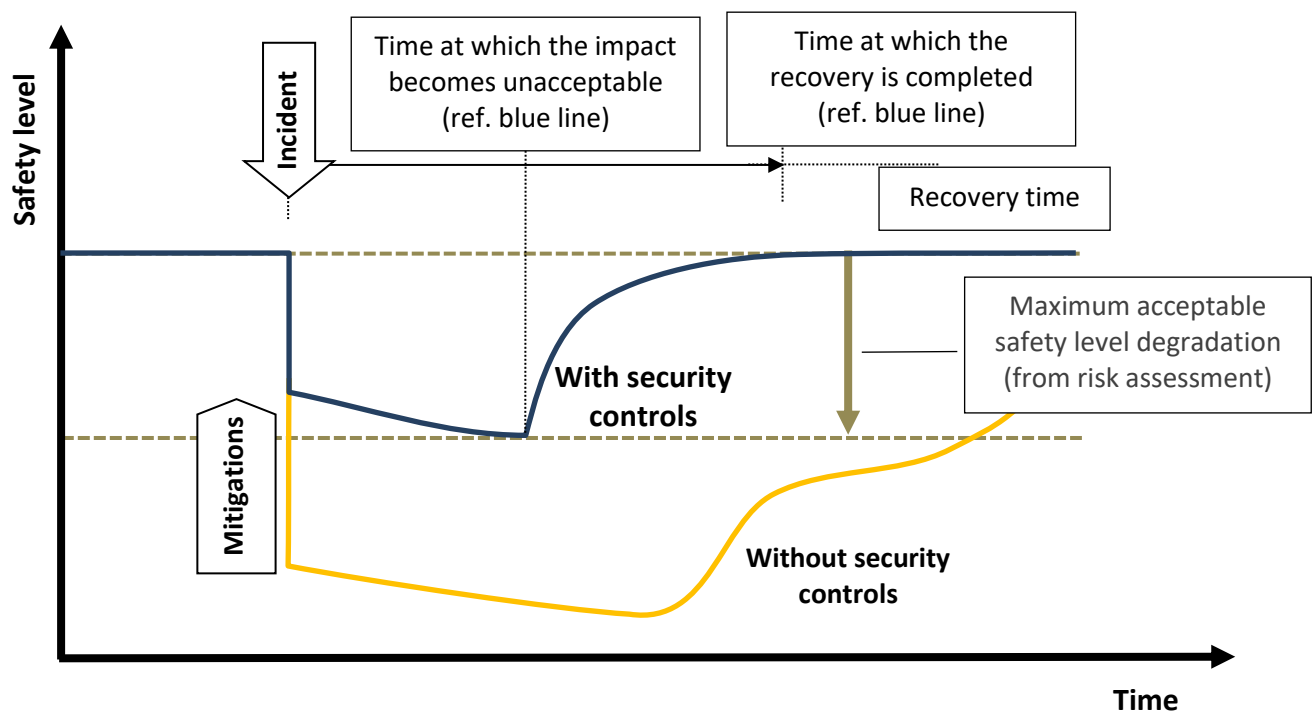 Safety level
Incident
Time at which the impact
becomes unacceptable
(ref. blue line)
Time at which the
recovery is completed
(ref. blue line)
Recovery time
Maximum acceptable
safety level degradation
(from risk assessment)
With security
controls
Mitigations
Without security
controls
Time